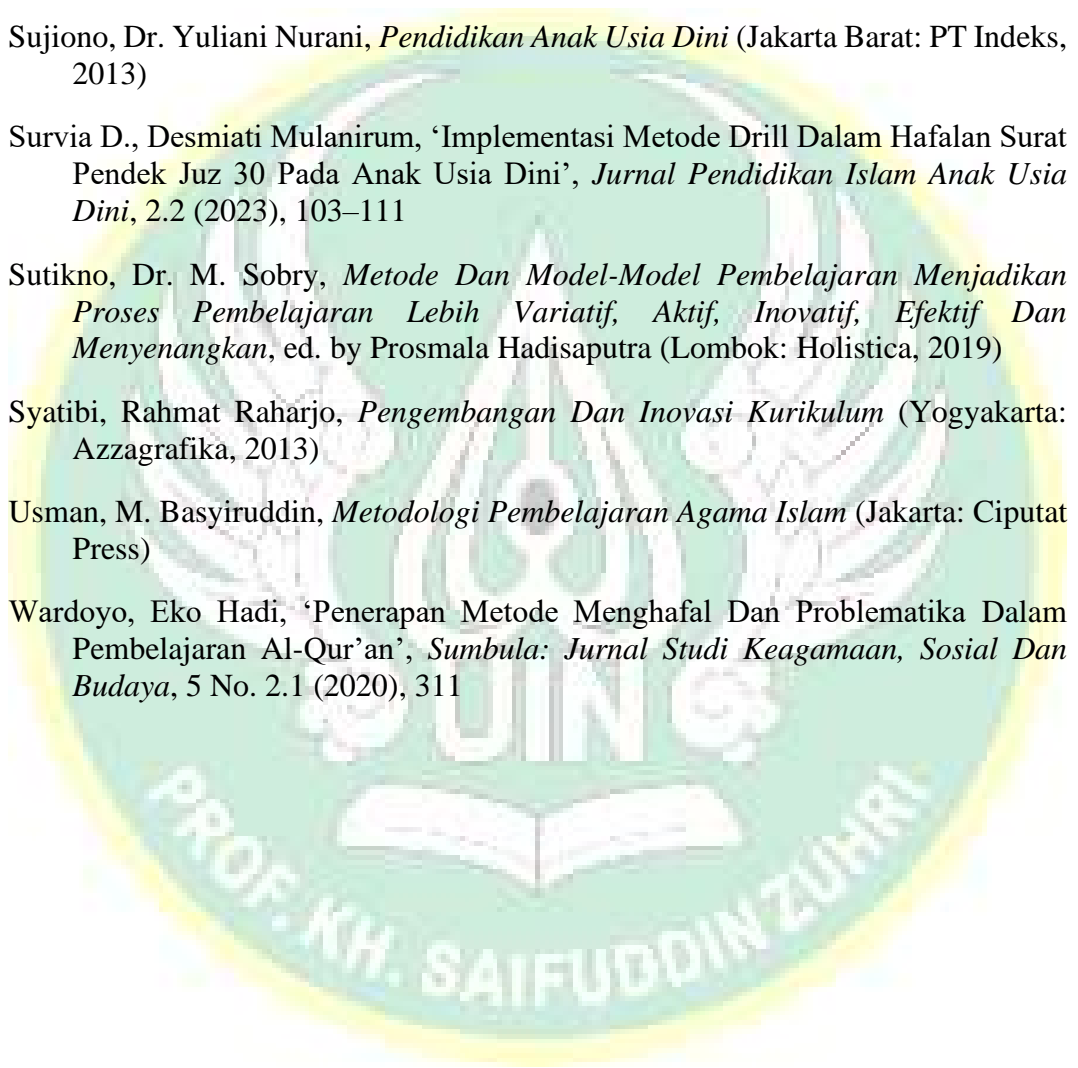 Sujiono, Dr. Yuliani Nurani, Pendidikan Anak Usia Dini (Jakarta Barat: PT Indeks,
2013)
Survia D., Desmiati Mulanirum, ‘Implementasi Metode Drill Dalam Hafalan Surat
Pendek Juz 30 Pada Anak Usia Dini’, Jurnal Pendidikan Islam Anak Usia
Dini, 2.2 (2023), 103–111
Sutikno, Dr. M. Sobry, Metode Dan Model-Model Pembelajaran Menjadikan
Proses Pembelajaran Lebih Variatif, Aktif, Inovatif, Efektif Dan
Menyenangkan, ed. by Prosmala Hadisaputra (Lombok: Holistica, 2019)
Syatibi, Rahmat Raharjo, Pengembangan Dan Inovasi Kurikulum (Yogyakarta:
Azzagrafika, 2013)
Usman, M. Basyiruddin, Metodologi Pembelajaran Agama Islam (Jakarta: Ciputat
Press)
Wardoyo, Eko Hadi, ‘Penerapan Metode Menghafal Dan Problematika Dalam
Pembelajaran Al-Qur’an’, Sumbula: Jurnal Studi Keagamaan, Sosial Dan
Budaya, 5 No. 2.1 (2020), 311
UIN
PROF. KH. SAIFUDDIN ZUHRI